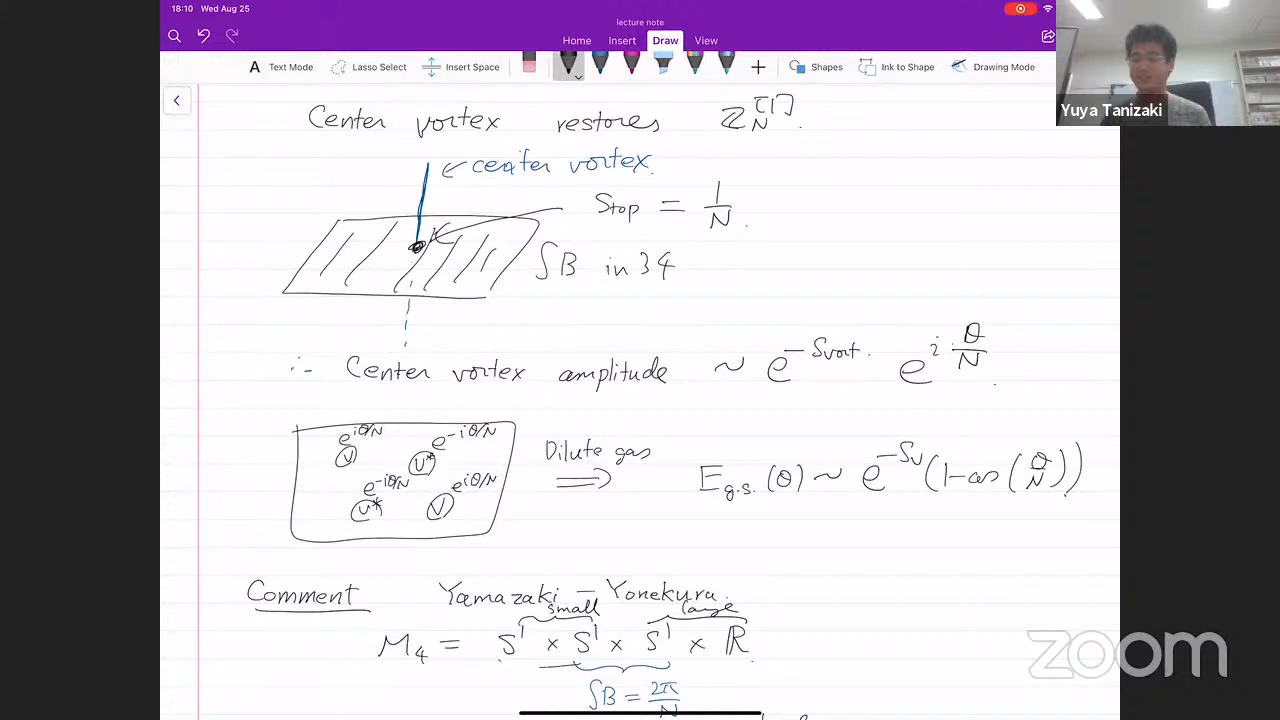 18:10 Wed Aug 25
lecture note
Home Insert Draw View
Text Mode Lasso Select Insert Space Shapes Ink to Shape Drawing Mode
Yuya Tanizaki
Center vortex restores Z_N^[1].
center vortex.
Stop = 1/N.
∫B in 34
∴ Center vortex amplitude ~ e^{-Svort.} e^{i θ/N}.
e^{iθ/N} e^{-iθ/N}
V V*
e^{-iθ/N} e^{iθ/N}
V* V
Dilute gas
⇒ E_{g.s.}(θ) ~ e^{-Sv}(1-cos(θ/N))
Comment Yamazaki – Yonekura.
small large
M4 = S^1 × S^1 × S^1 × R.
∫B = 2π/N
zoom